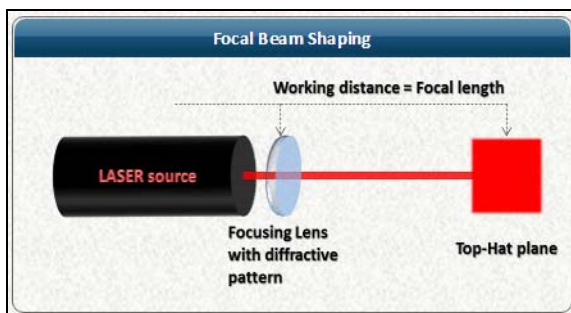 Focal Beam Shaping
Working distance = Focal length
LASER source
Focusing Lens
with diffractive
pattern
Top-Hat plane